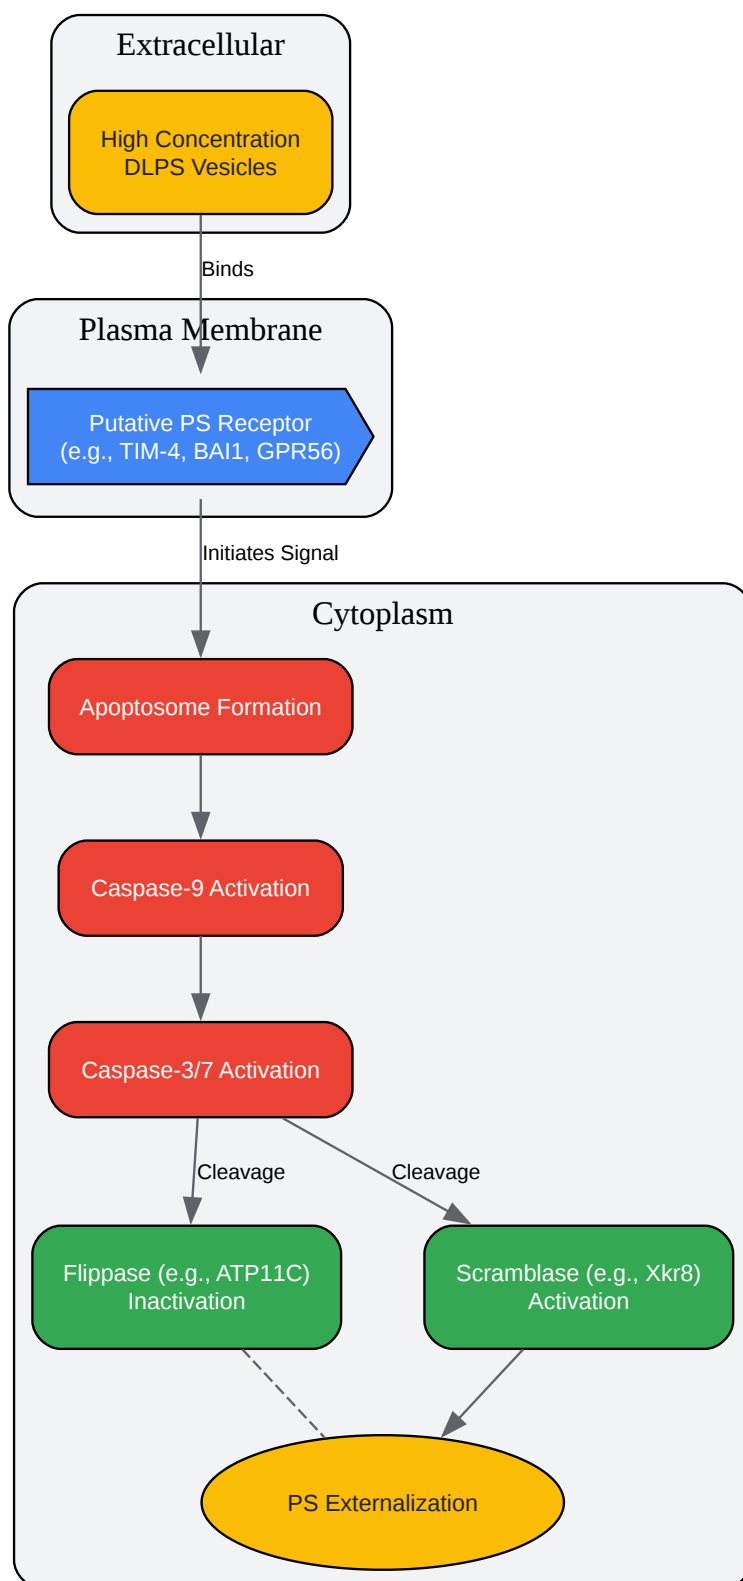 Extracellular
High Concentration
DLPS Vesicles
Binds
Plasma Membrane
Putative PS Receptor
(e.g., TIM-4, BAI1, GPR56)
Initiates Signal
Cytoplasm
Apoptosome Formation
Caspase-9 Activation
Caspase-3/7 Activation
Cleavage
Cleavage
Flippase (e.g., ATP11C)
Inactivation
Scramblase (e.g., Xkr8)
Activation
PS Externalization